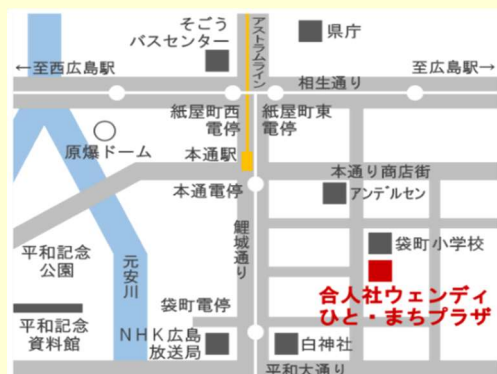 そごう
バスセンター
アストラムライン
県庁
←至西広島駅
至広島駅→
相生通り
紙屋町西
電停
紙屋町東
電停
原爆ドーム
本通駅
本通り商店街
本通電停
アンデルセン
鯉城通り
平和記念
公園
元安川
袋町小学校
合人社ウェンディ
ひと・まちプラザ
袋町電停
平和記念
資料館
NHK広島
放送局
白神社
平和大通り